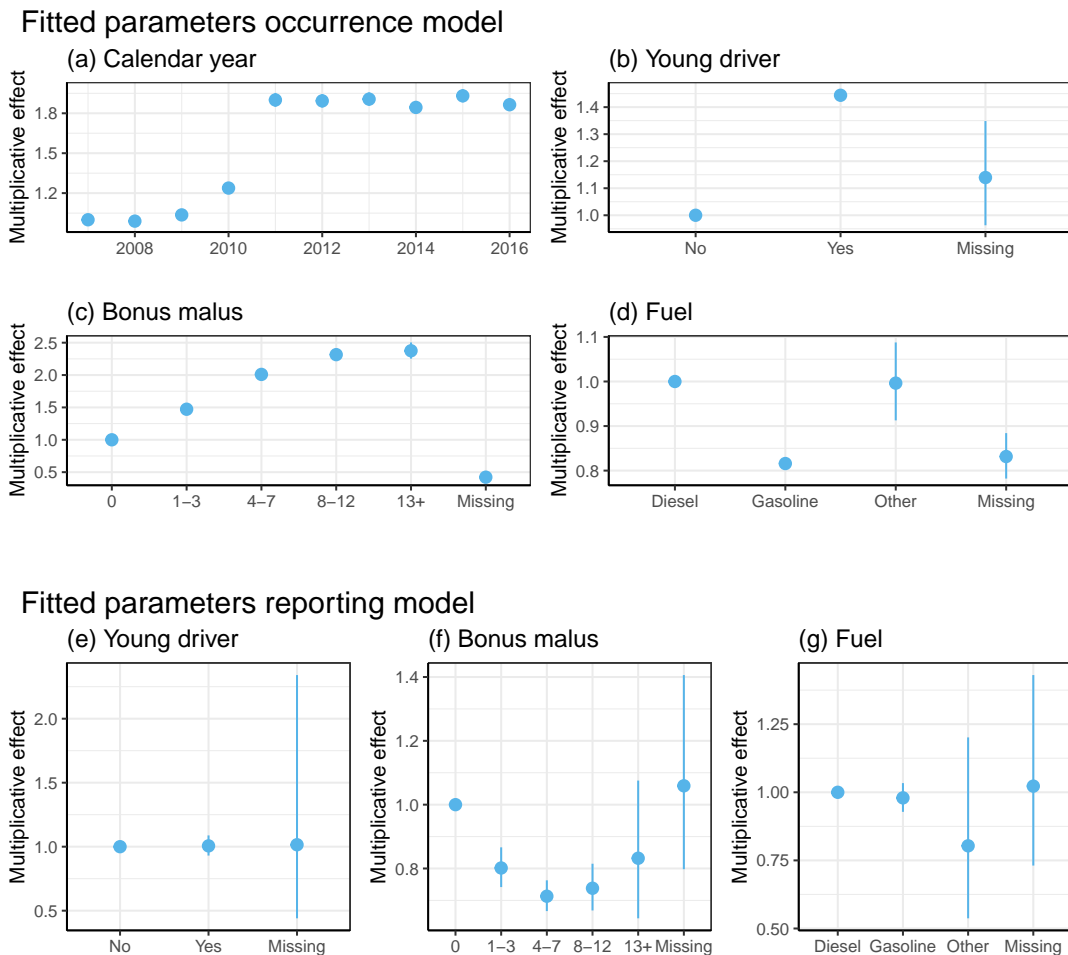 Fitted parameters occurrence model
(a) Calendar year
Multiplicative effect
1.8
1.5
1.2
2008 2010 2012 2014 2016
(b) Young driver
Multiplicative effect
1.4
1.3
1.2
1.1
1.0
No Yes Missing
(c) Bonus malus
Multiplicative effect
2.5
2.0
1.5
1.0
0.5
0 1−3 4−7 8−12 13+ Missing
(d) Fuel
Multiplicative effect
1.1
1.0
0.9
0.8
Diesel Gasoline Other Missing
Fitted parameters reporting model
(e) Young driver
Multiplicative effect
2.0
1.5
1.0
0.5
No Yes Missing
(f) Bonus malus
Multiplicative effect
1.4
1.2
1.0
0.8
0 1−3 4−7 8−12 13+ Missing
(g) Fuel
Multiplicative effect
1.25
1.00
0.75
0.50
Diesel Gasoline Other Missing